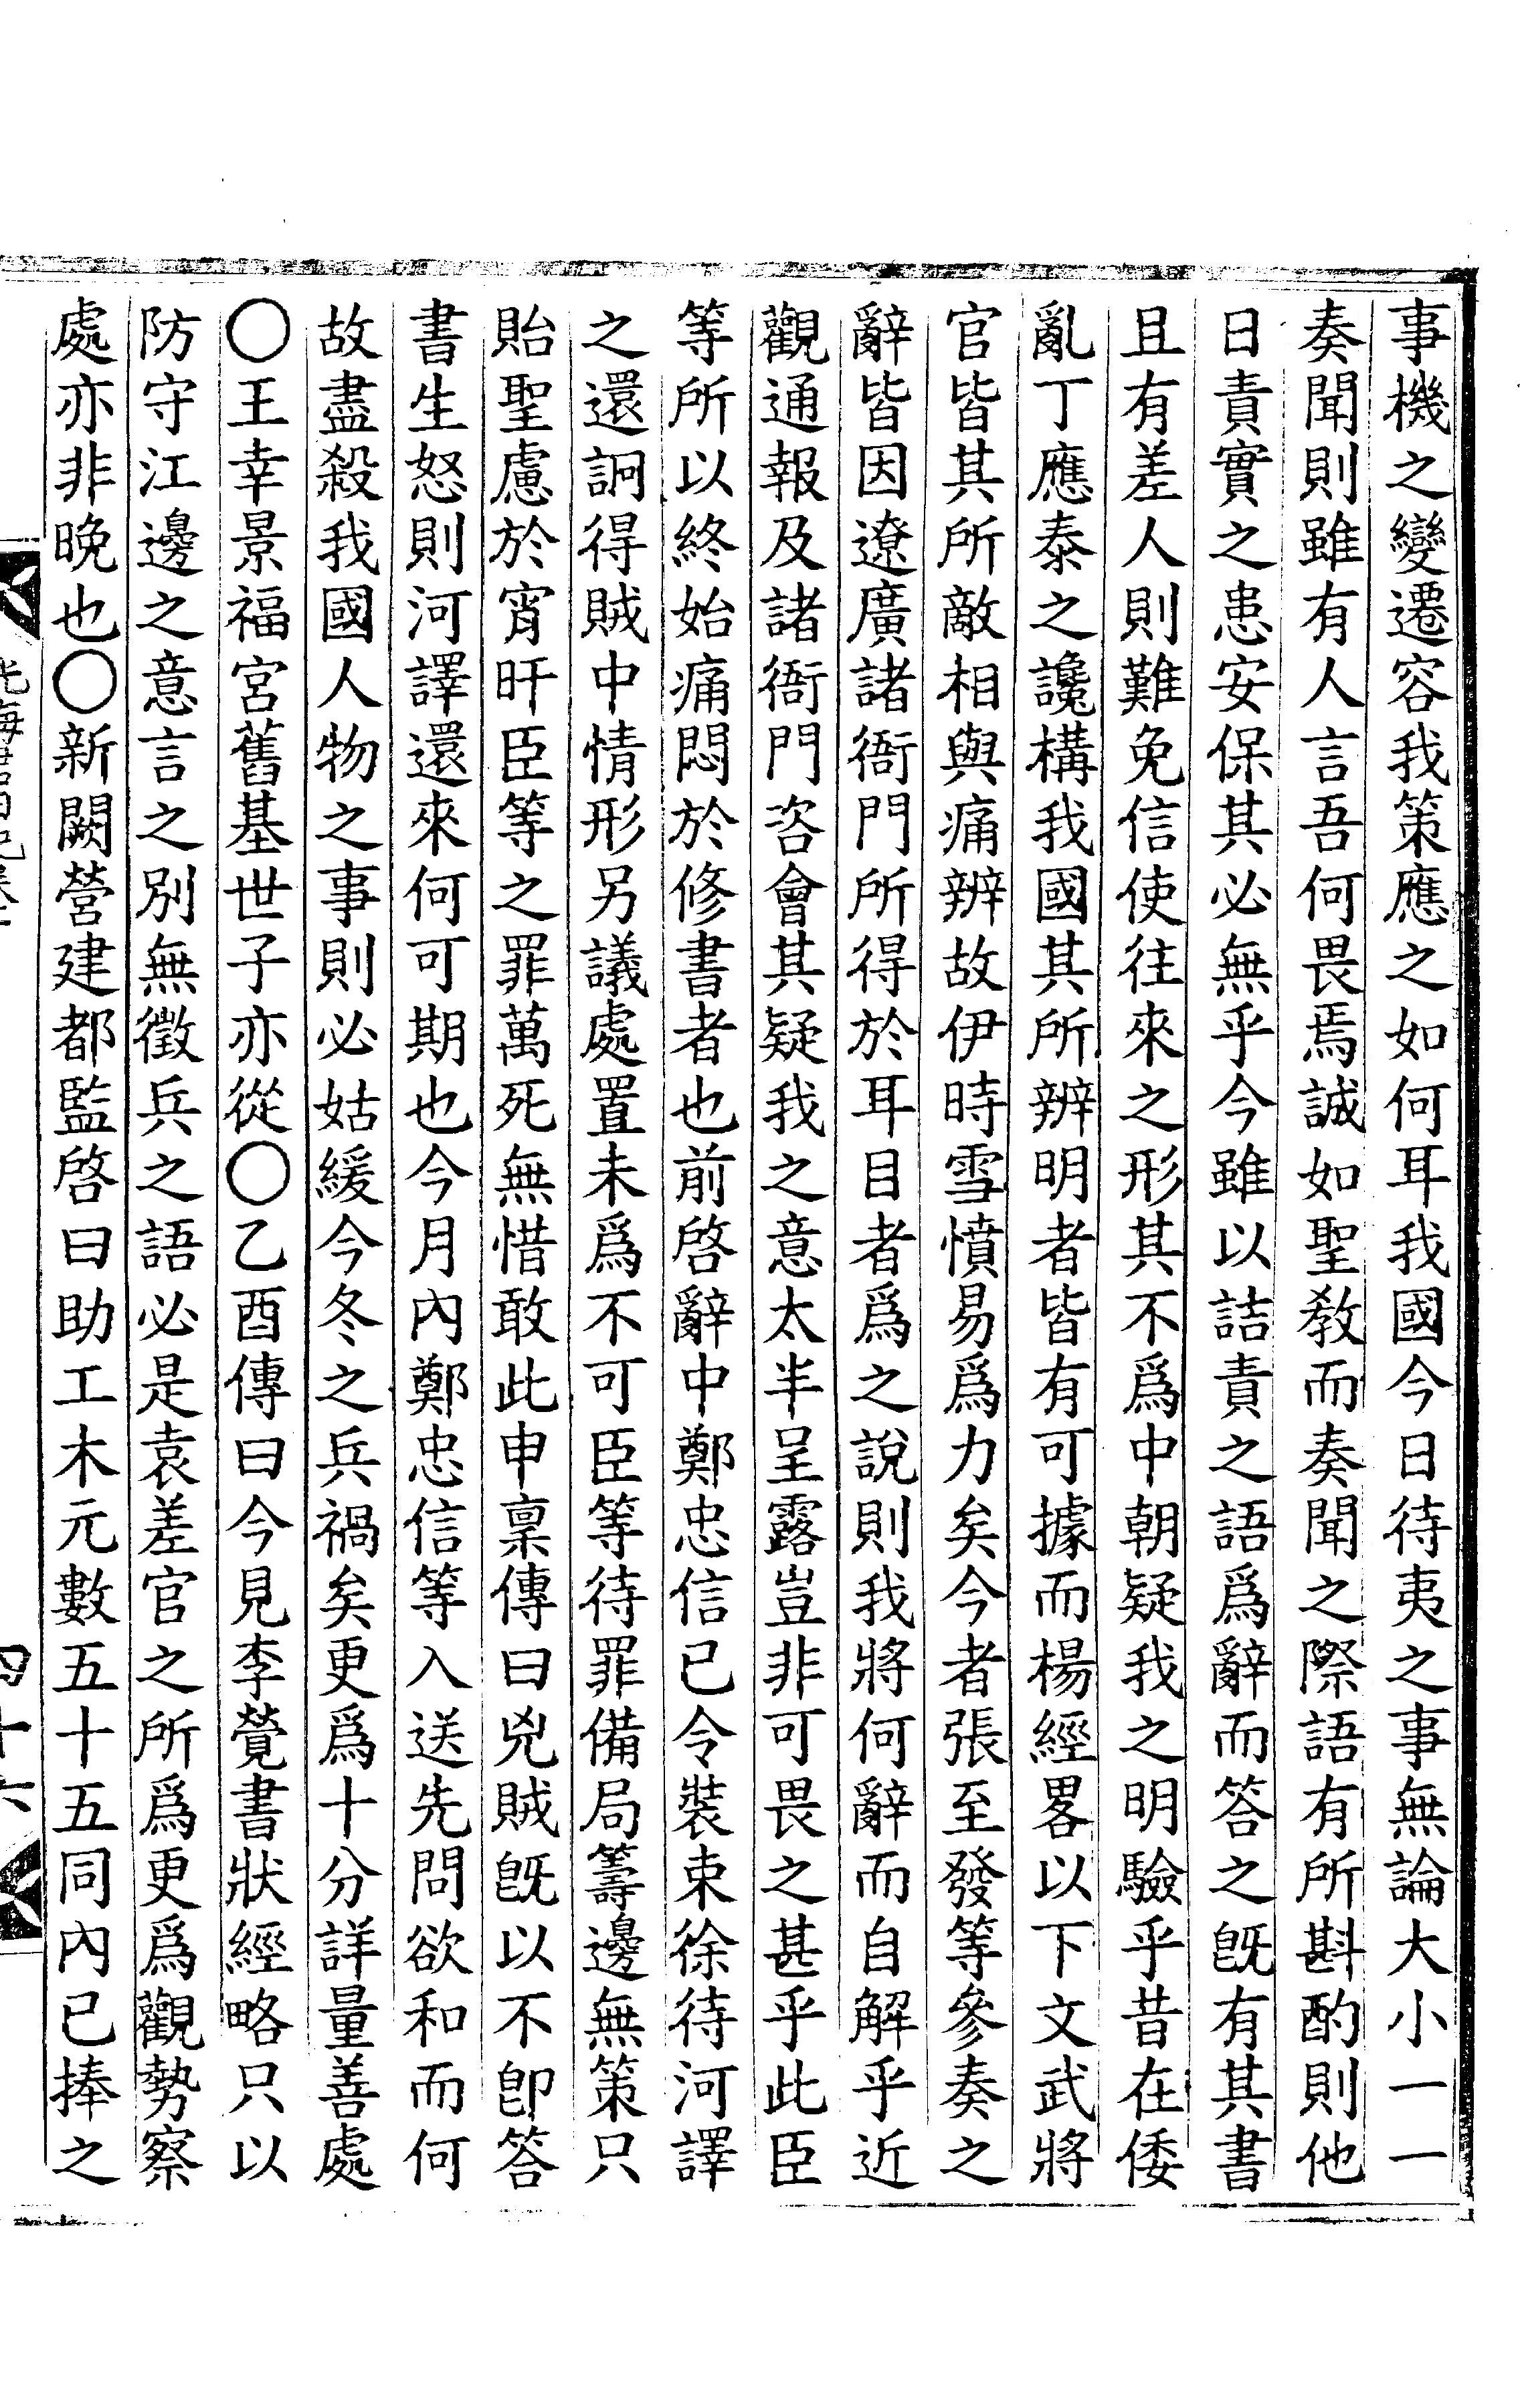 事機之變遷容我策應之如何耳我國今日待夷之事無論大小一一
奏聞則雖有人言吾何畏焉誠如聖敎而奏聞之際語有所斟酌則他
日責實之患安保其必無乎今雖以詰責之語爲辭而答之旣有其書
且有差人則難免信使往來之形其不爲中朝疑我之明驗乎昔在倭
亂丁應泰之讒構我國其所辨明者皆有可據而楊經畧以下文武將
官皆其所敵相與痛辨故伊時雪憤易爲力矣今者張至發等參奏之
辭皆因遼廣諸衙門所得於耳目者爲之說則我將何辭而自解乎近
觀通報及諸衙門咨會其疑我之意太半呈露豈非可畏之甚乎此臣
等所以終始痛悶於修書者也前啓辭中鄭忠信已令裝束徐待河譯
之還詗得賊中情形另議處置未爲不可臣等待罪備局籌邊無策只
貽聖慮於宵旰臣等之罪萬死無惜敢此申稟傳曰兇賊旣以不卽答
書生怒則河譯還來何可期也今月內鄭忠信等入送先問欲和而何
故盡殺我國人物之事則必姑緩今冬之兵禍矣更爲十分詳量善處
〇王幸景福宮舊基世子亦從〇乙酉傳曰今見李覮書狀經略只以
防守江邊之意言之別無徵兵之語必是袁差官之所爲更爲觀勢察
處亦非晚也〇新闕營建都監啓曰助工木元數五十五同內已捧之